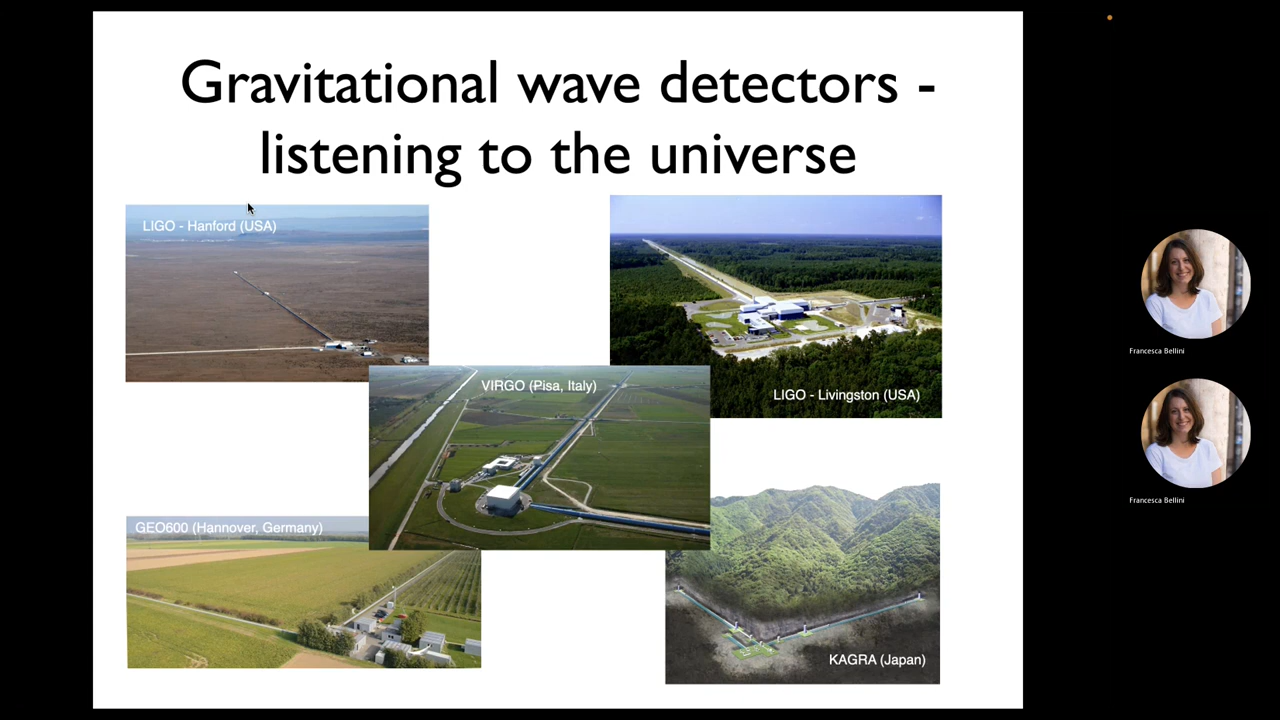 Gravitational wave detectors -
listening to the universe
LIGO - Hanford (USA)
LIGO - Livingston (USA)
VIRGO (Pisa, Italy)
GEO600 (Hannover, Germany)
KAGRA (Japan)
Francesca Bellini
Francesca Bellini